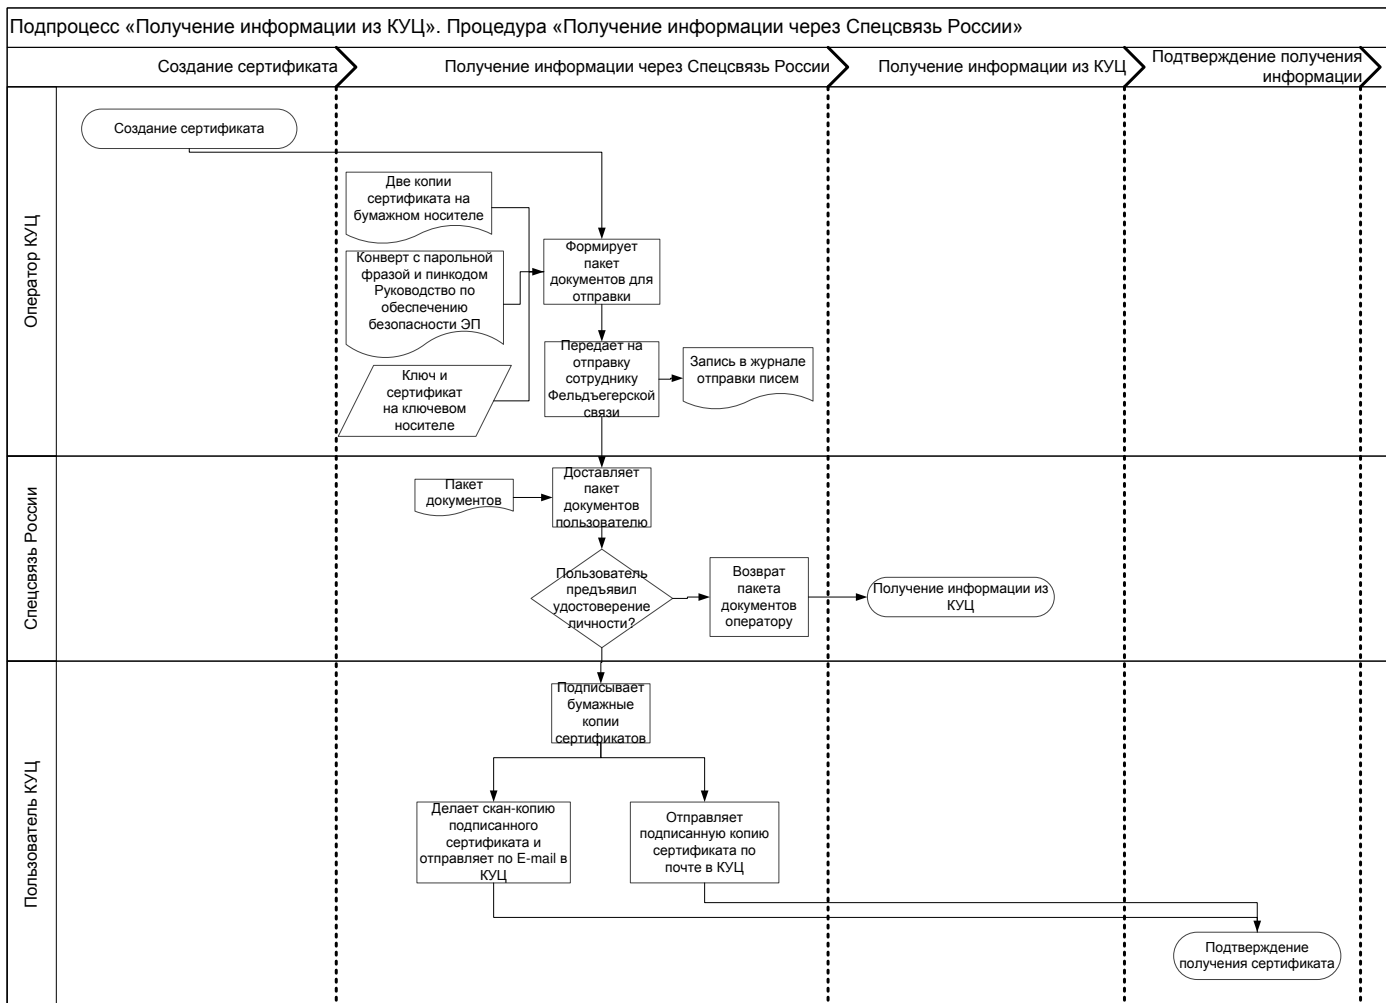 Подпроцесс «Получение информации из КУЦ». Процедура «Получение информации через Спецсвязь России»
Создание сертификата
Получение информации через Спецсвязь России
Получение информации из КУЦ
Подтверждение получения
информации
Оператор КУЦ
Создание сертификата
Две копии
сертификата на
бумажном носителе
Конверт с парольной
фразой и пинкодом
Руководство по
обеспечению
безопасности ЭП
Ключ и
сертификат
на ключевом
носителе
Формирует
пакет
документов для
отправки
Передает на
отправку
сотруднику
Фельдъегерской
связи
Запись в журнале
отправки писем
Спецсвязь России
Пакет
документов
Доставляет
пакет
документов
пользователю
Пользователь
предъявил
удостоверение
личности?
Возврат
пакета
документов
оператору
Получение информации из
КУЦ
Пользователь КУЦ
Подписывает
бумажные
копии
сертификатов
Делает скан-копию
подписанного
сертификата и
отправляет по E-mail в
КУЦ
Отправляет
подписанную копию
сертификата по
почте в КУЦ
Подтверждение
получения сертификата